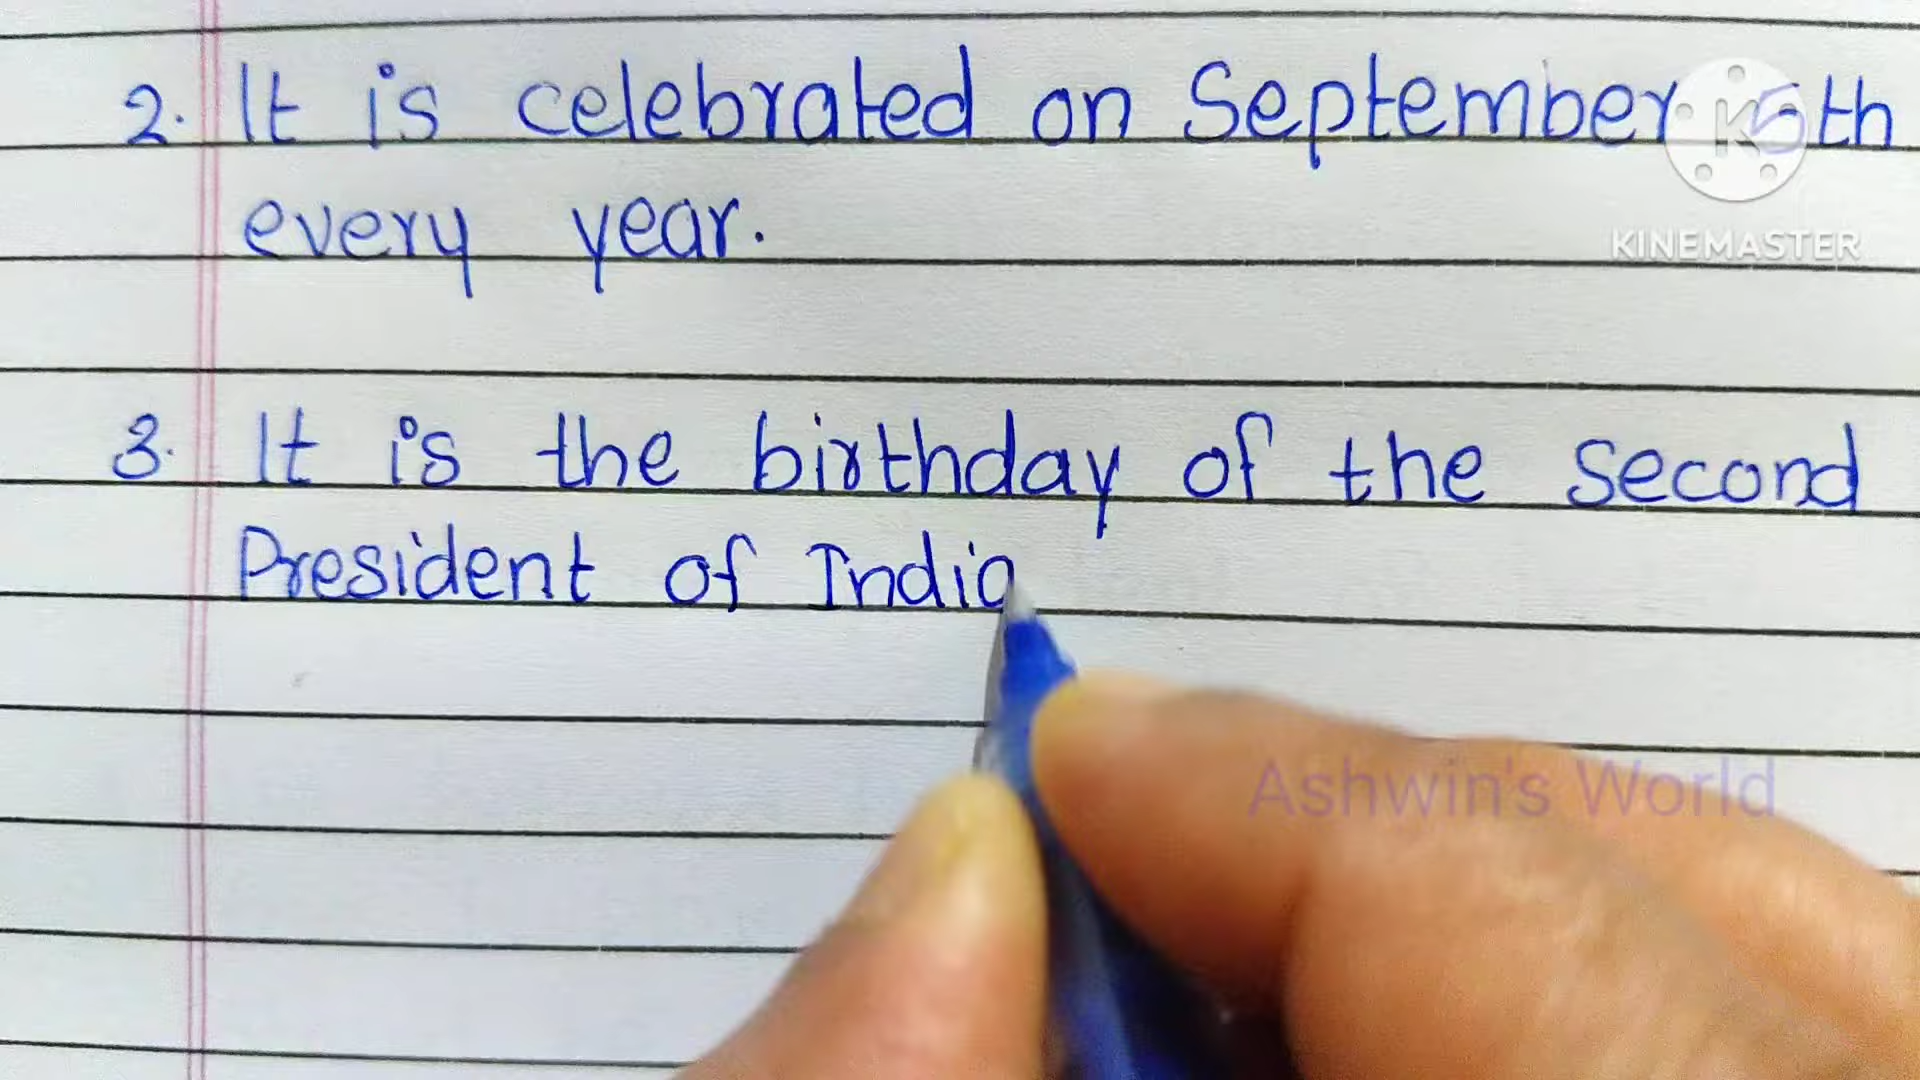 2. It is celebrated on September 5th
KINEMASTER
every year.
3. It is the birthday of the second
President of India
Ashwin's World